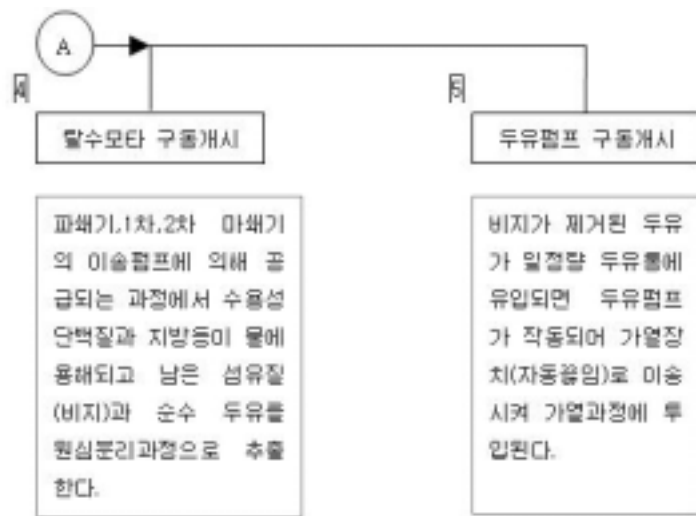 A
4
탈수모타 구동개시
파쇄기,1차,2차 마쇄기
의 이송펌프에 의해 공
급되는 과정에서 수용성
단백질과 지방등이 물에
용해되고 남은 섬유질
(비지)과 순수 두유를
원심분리과정으로 추출
한다.
5
두유펌프 구동개시
비지가 제거된 두유
가 일정량 두유통에
유입되면 두유펌프
가 작동되어 가열장
치(자동끓임)로 이송
시켜 가열과정에 투
입된다.